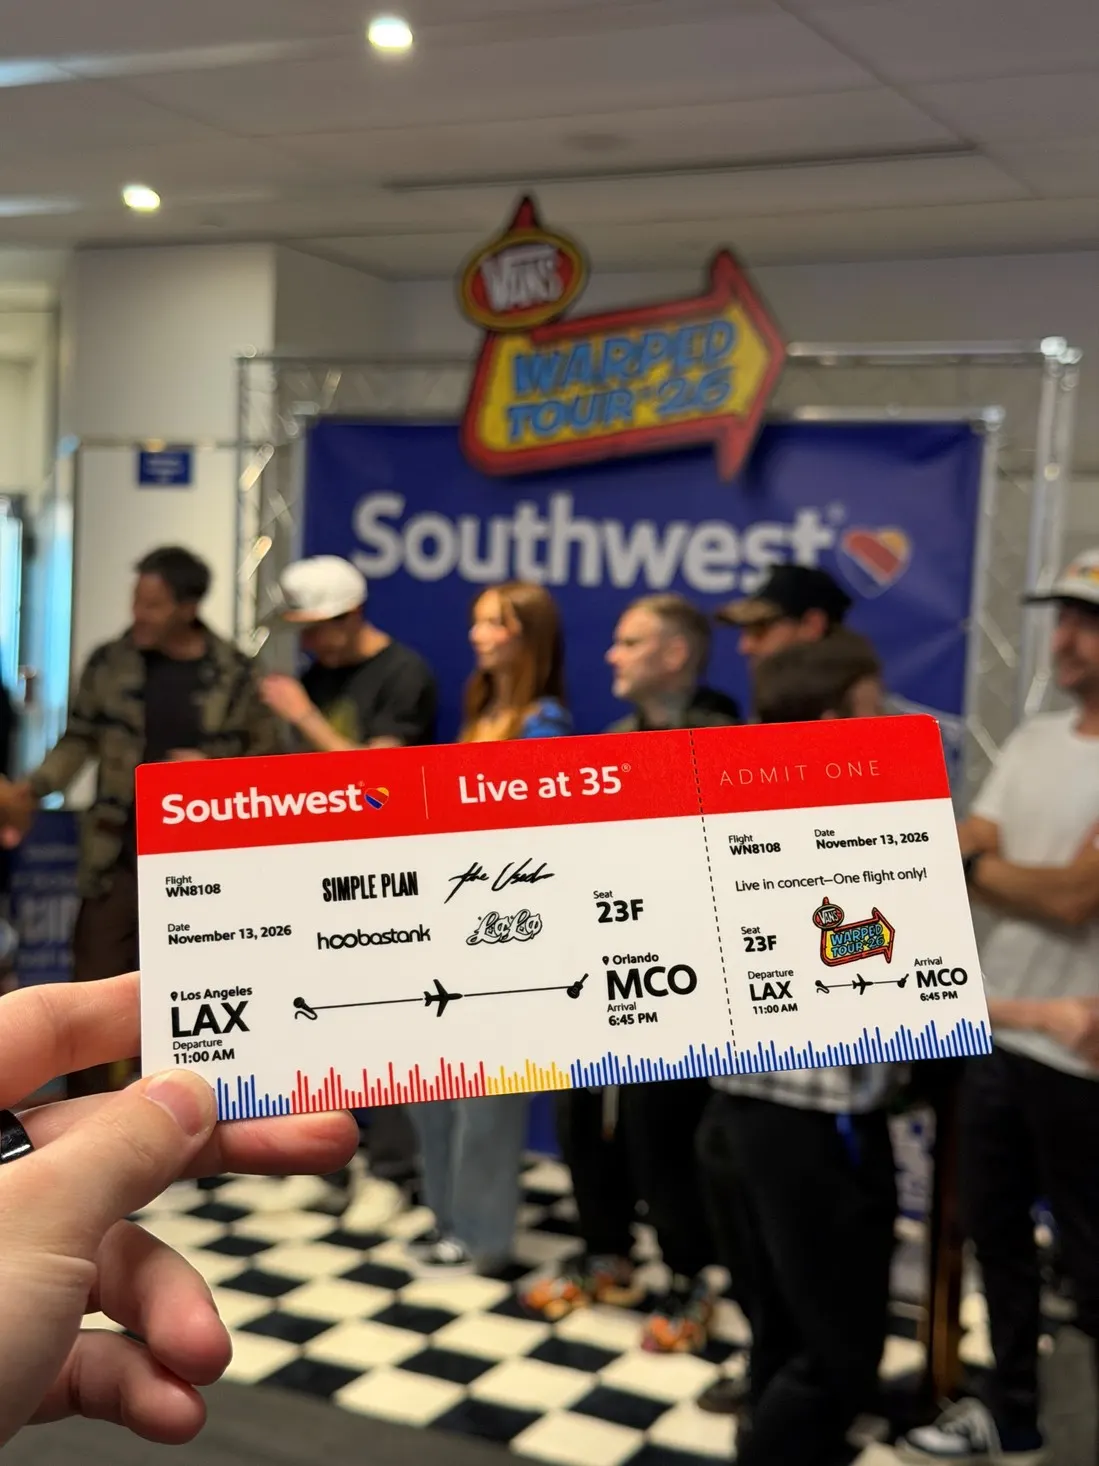 VANS
WARPED
TOUR '26
Southwest®
Southwest®
Live at 35®
ADMIT ONE
Flight
WN8108
SIMPLE PLAN
the Used
Date
November 13, 2026
hoobastank
LØLØ
Seat
23F
Los Angeles
LAX
Departure
11:00 AM
Orlando
MCO
Arrival
6:45 PM
Flight
WN8108
Date
November 13, 2026
Live in concert—One flight only!
Seat
23F
VANS
WARPED
TOUR '26
Departure
LAX
11:00 AM
Arrival
MCO
6:45 PM